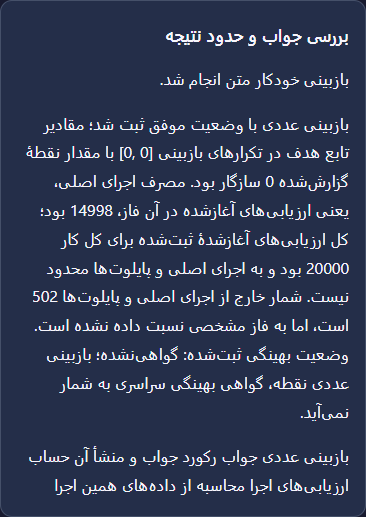 بررسی جواب و حدود نتیجه
بازبینی خودکار متن انجام شد.
بازبینی عددی با وضعیت موفق ثبت شد؛ مقادیر
تابع هدف در تکرارهای بازبینی [0, 0] با مقدار نقطهٔ
گزارش‌شده 0 سازگار بود. مصرف اجرای اصلی،
یعنی ارزیابی‌های آغازشده در آن فاز، 14998 بود؛
کل ارزیابی‌های آغازشدهٔ ثبت‌شده برای کل کار
20000 بود و به اجرای اصلی و پایلوت‌ها محدود
نیست. شمار خارج از اجرای اصلی و پایلوت‌ها 502
است، اما به فاز مشخصی نسبت داده نشده است.
وضعیت بهینگی ثبت‌شده: گواهی‌نشده؛ بازبینی
عددی نقطه، گواهی بهینگی سراسری به شمار
نمی‌آید.
بازبینی عددی جواب رکورد جواب و منشأ آن حساب
ارزیابی‌های اجرا محاسبه از داده‌های همین اجرا